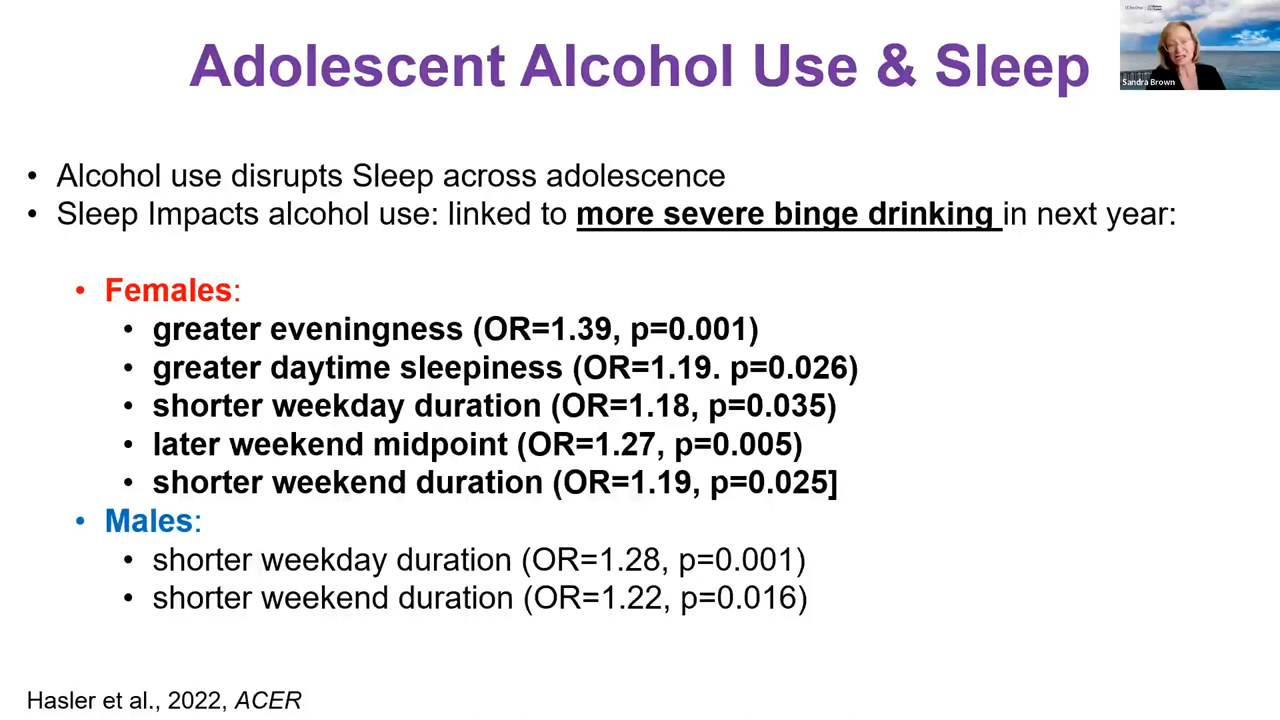 Adolescent Alcohol Use & Sleep
Sandra Brown
• Alcohol use disrupts Sleep across adolescence
• Sleep Impacts alcohol use: linked to more severe binge drinking in next year:
• Females:
• greater eveningness (OR=1.39, p=0.001)
• greater daytime sleepiness (OR=1.19. p=0.026)
• shorter weekday duration (OR=1.18, p=0.035)
• later weekend midpoint (OR=1.27, p=0.005)
• shorter weekend duration (OR=1.19, p=0.025]
• Males:
• shorter weekday duration (OR=1.28, p=0.001)
• shorter weekend duration (OR=1.22, p=0.016)
Hasler et al., 2022, ACER